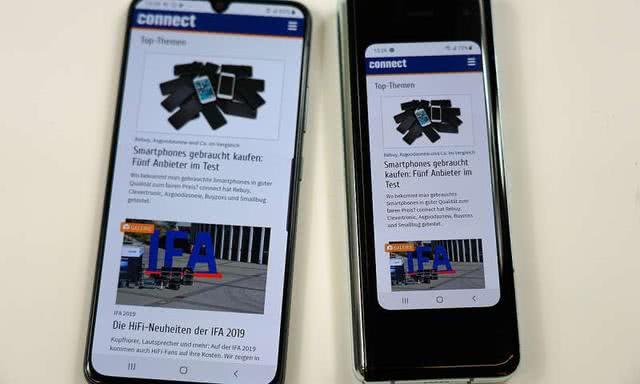 connect
Top-Themen
Rebuy, Asgoodasnew und Co. im Vergleich
Smartphones gebraucht kaufen:
Fünf Anbieter im Test
Wo bekommt man gebrauchte Smartphones in guter
Qualität zum fairen Preis? connect hat Rebuy,
Clevertronic, Asgoodasnew, Buyzoxs und Smallbug
getestet.
GALERIE
IFA
IFA 2019
Die HiFi-Neuheiten der IFA 2019
Kopfhörer, Lautsprecher und mehr: Auf der IFA 2019
kommen auch HiFi-Fans auf ihre Kosten. Wir zeigen in
connect
Top-Themen
Rebuy, Asgoodasnew und Co. im Vergleich
Smartphones gebraucht
kaufen: Fünf Anbieter im
Test
Wo bekommt man gebrauchte
Smartphones in guter Qualität zum
fairen Preis? connect hat Rebuy,
Clevertronic, Asgoodasnew, Buyzoxs
und Smallbug getestet.
GALERIE
IFA